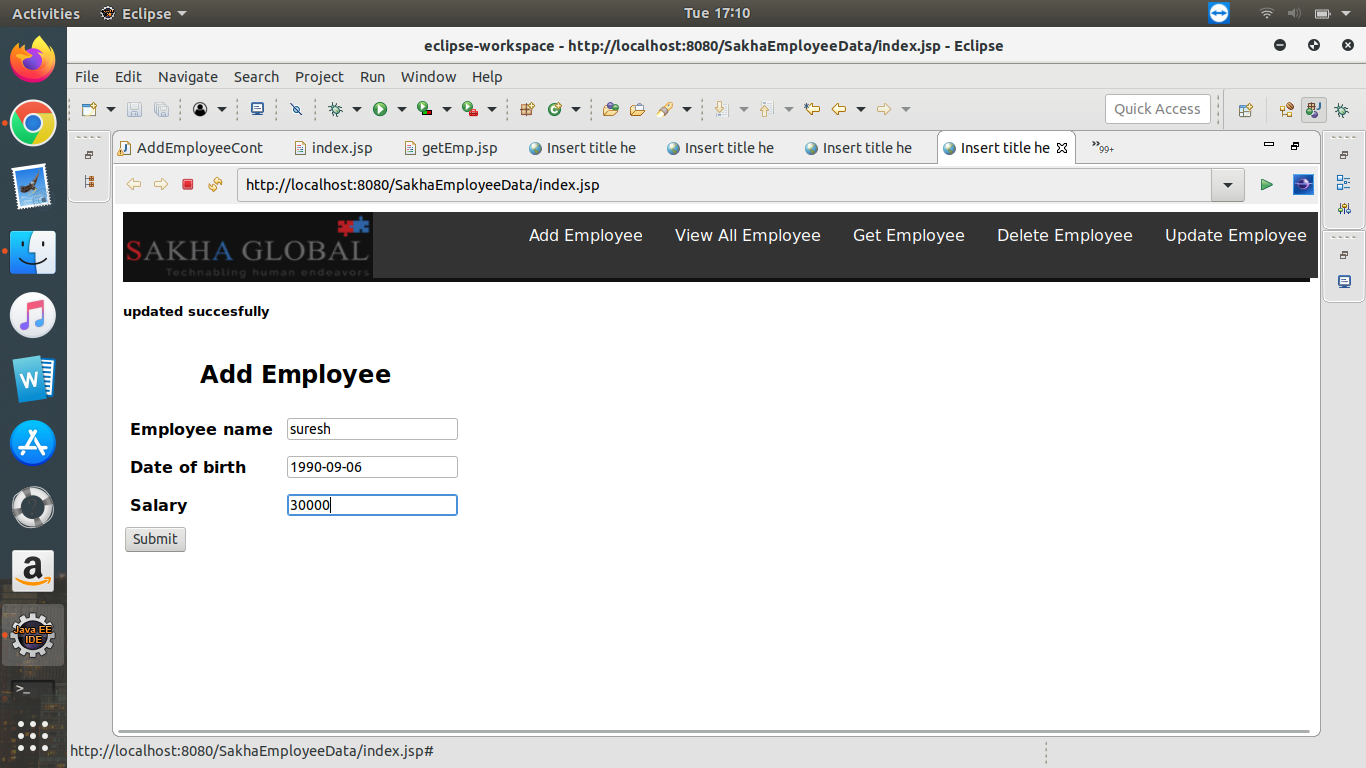 Activities Eclipse Tue 17:10
eclipse-workspace - http://localhost:8080/SakhaEmployeeData/index.jsp - Eclipse
File Edit Navigate Search Project Run Window Help
Quick Access
AddEmployeeCont index.jsp getEmp.jsp Insert title he Insert title he Insert title he Insert title he »99+
http://localhost:8080/SakhaEmployeeData/index.jsp
SAKHA GLOBAL
Technabling human endeavors
Add Employee View All Employee Get Employee Delete Employee Update Employee
updated succesfully
Add Employee
Employee name suresh
Date of birth 1990-09-06
Salary 30000
Submit
W
a
Java EE
IDE
>_
http://localhost:8080/SakhaEmployeeData/index.jsp#